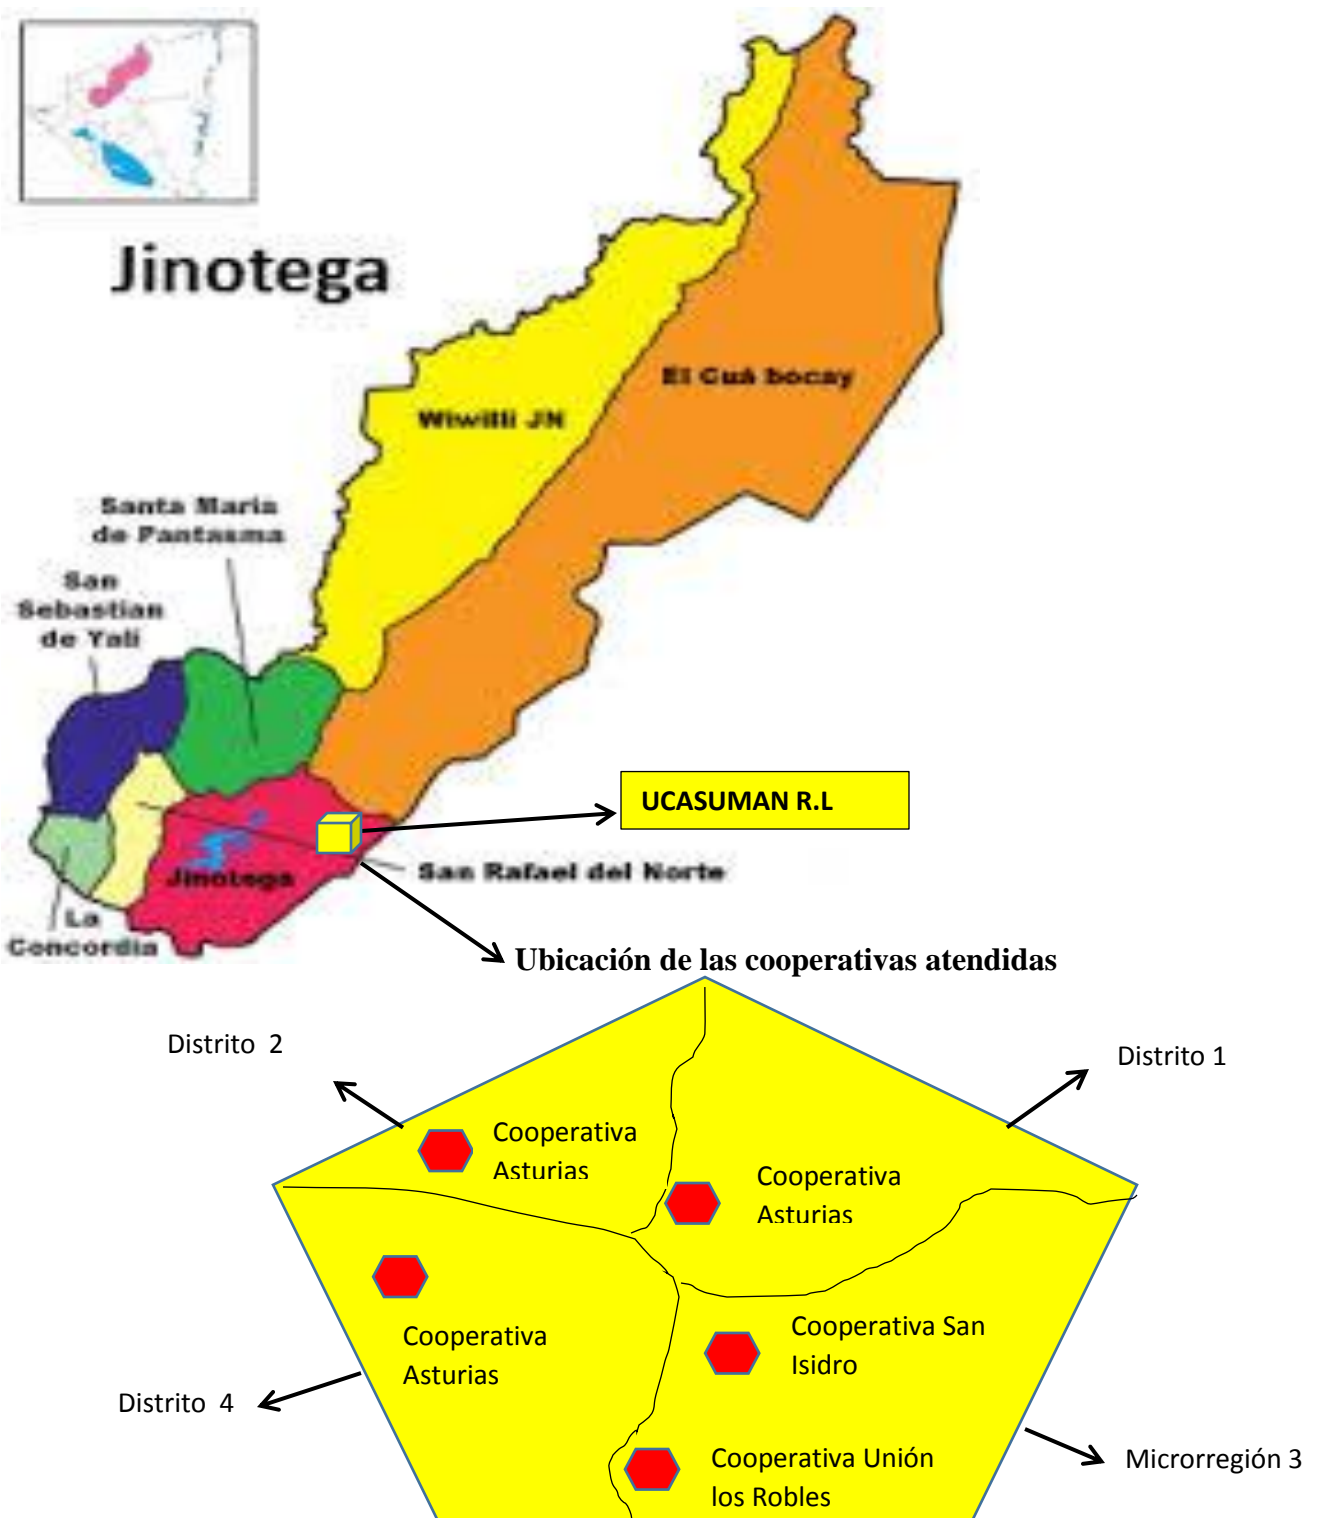 Jinotega
El Cuá bocay
Wiwilli JN
Santa María
de Pantasma
San
Sebastian
de Yali
UCASUMAN R.L
Jinotega
San Rafael del Norte
La
Concordia
Ubicación de las cooperativas atendidas
Distrito 2
Distrito 1
Cooperativa
Asturias
Cooperativa
Asturias
Cooperativa
Asturias
Cooperativa San
Isidro
Distrito 4
Cooperativa Unión
los Robles
Microrregión 3